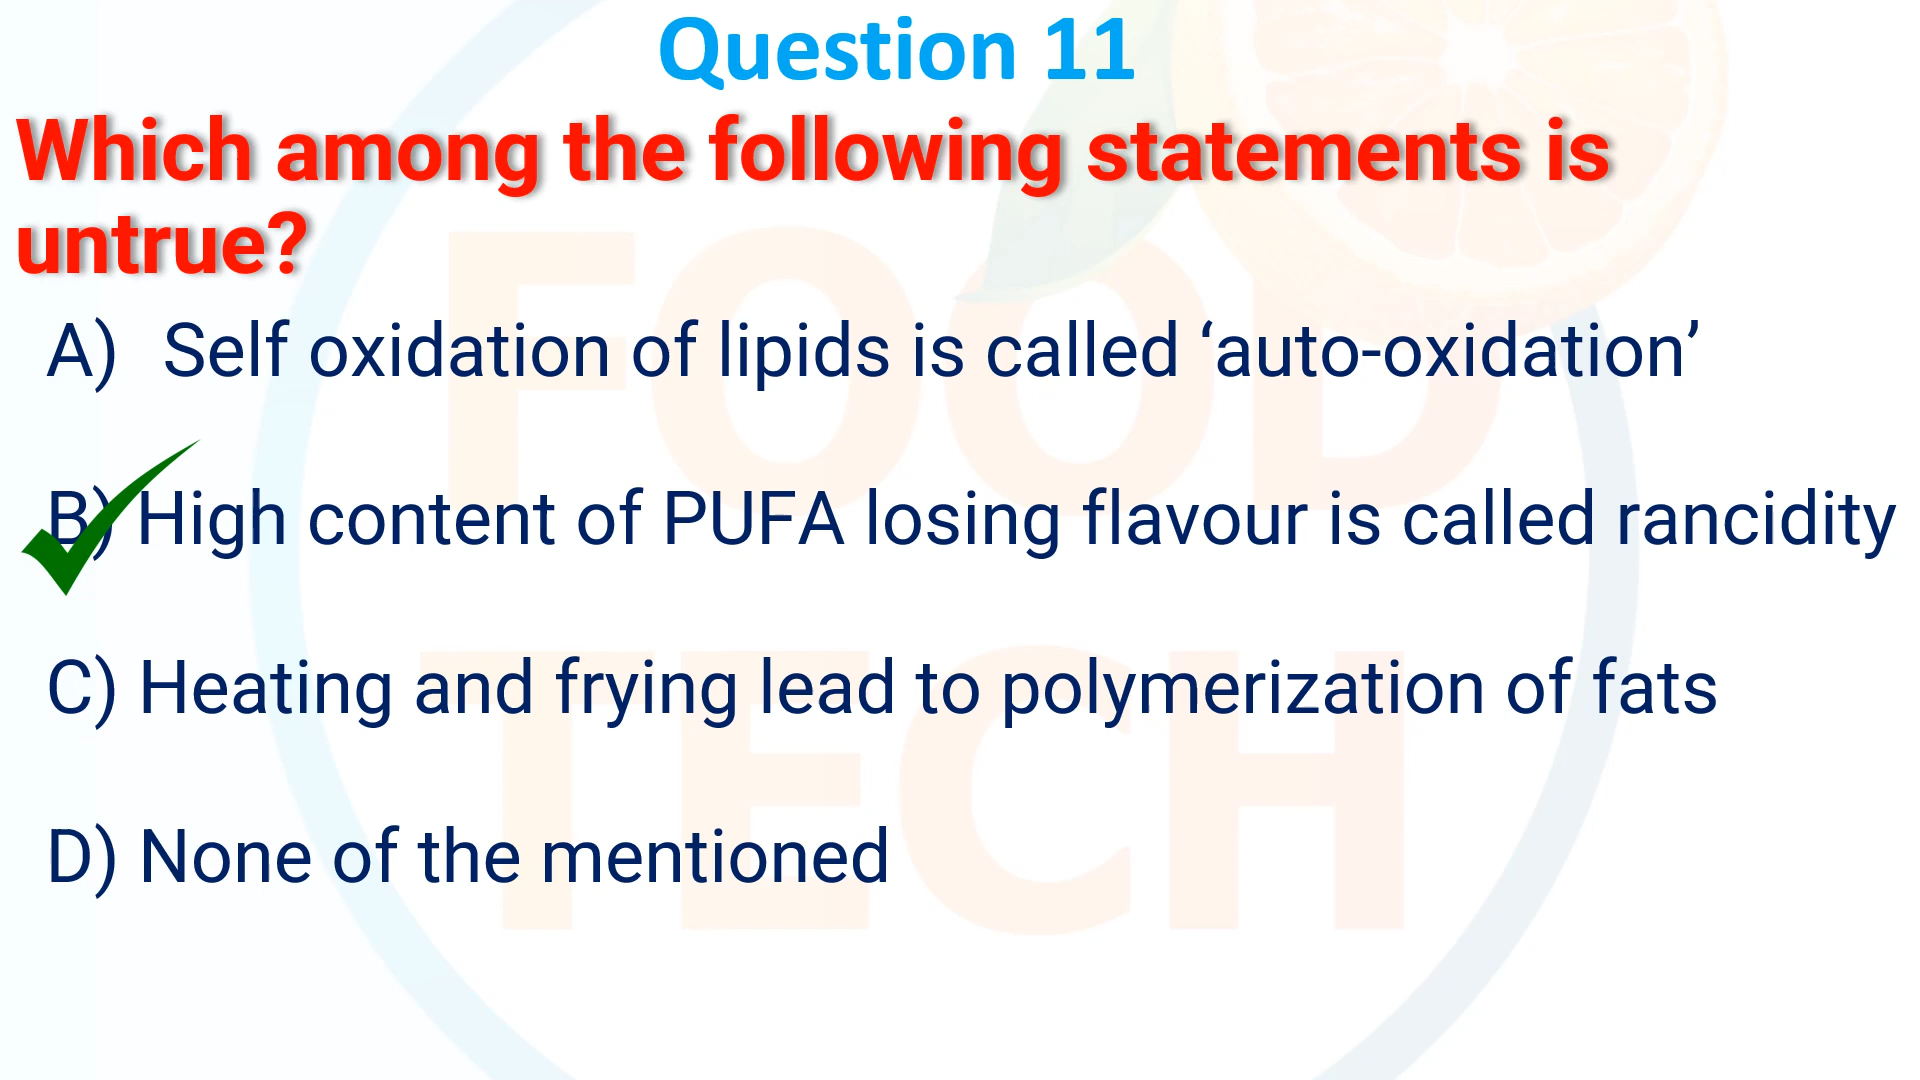 Question 11
Which among the following statements is
untrue?
A) Self oxidation of lipids is called ‘auto-oxidation’
B) High content of PUFA losing flavour is called rancidity
C) Heating and frying lead to polymerization of fats
D) None of the mentioned
FOOD
TECH